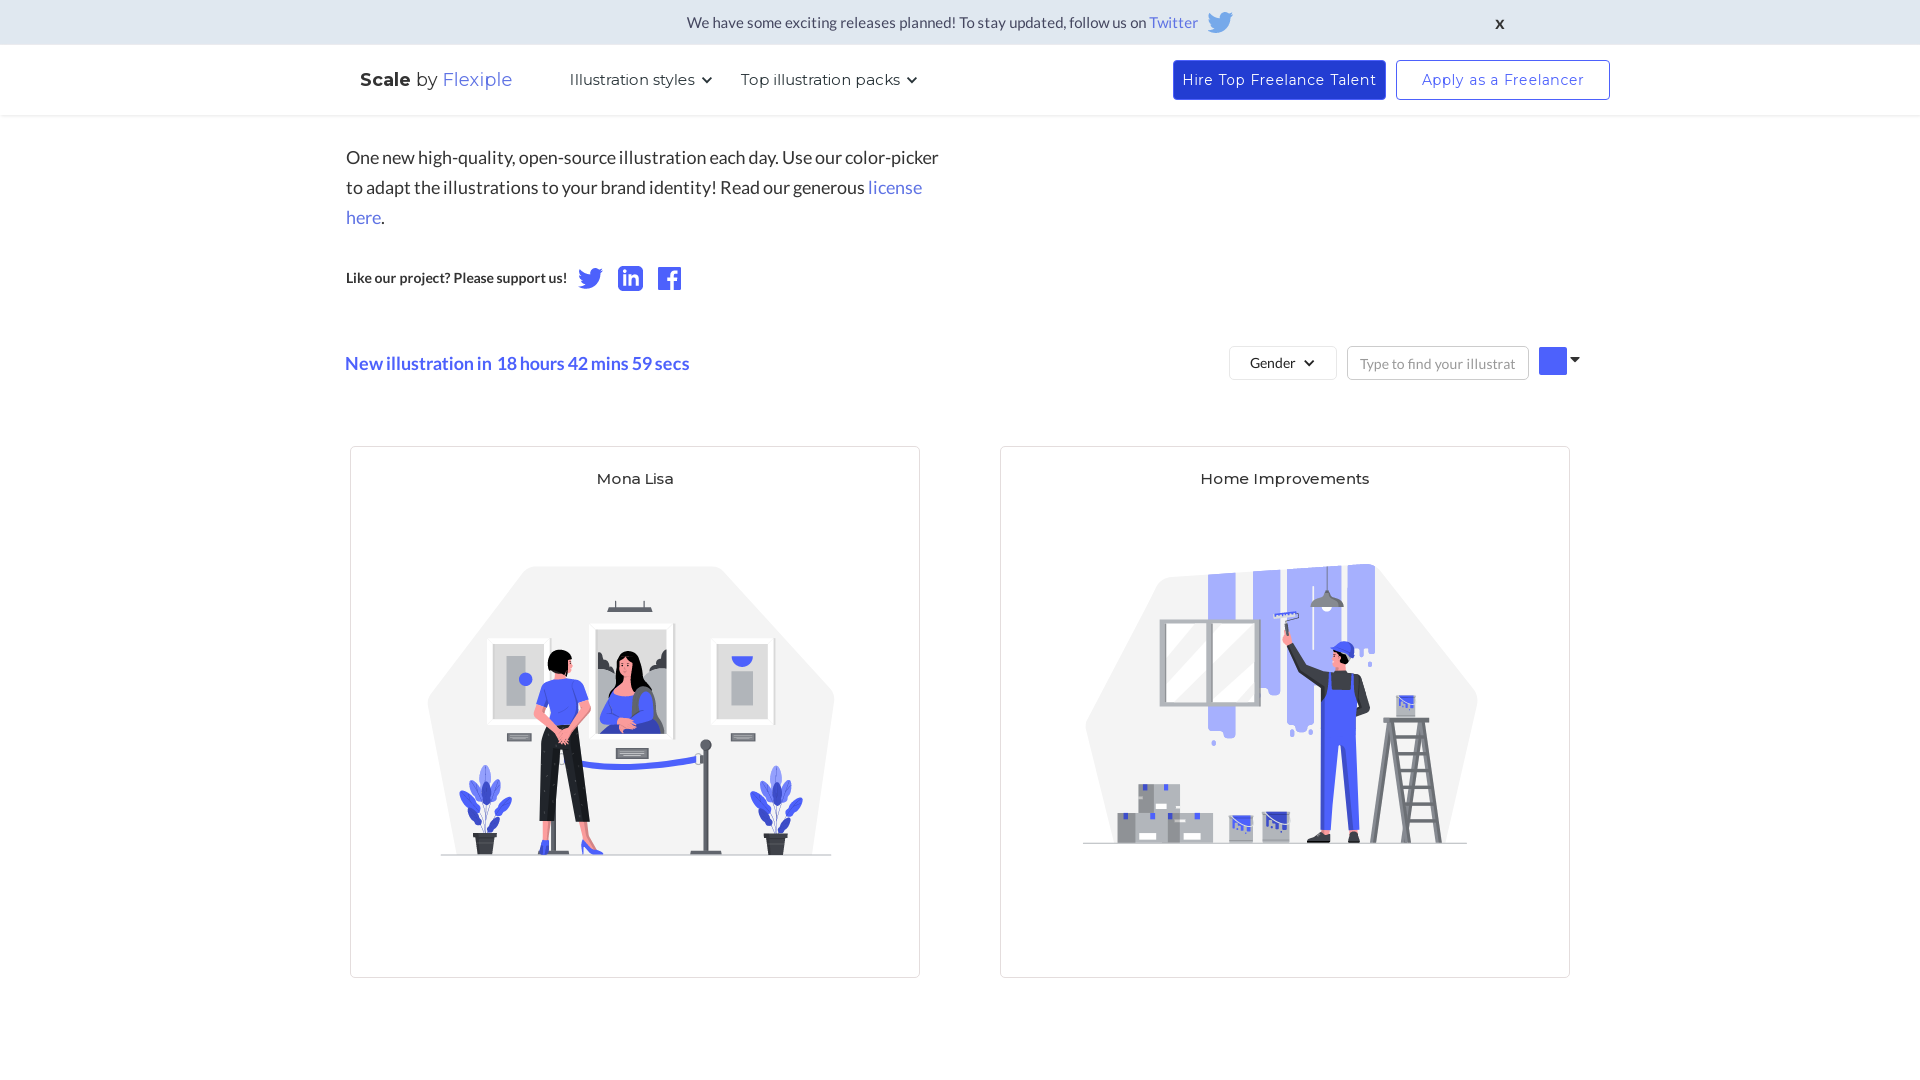 We have some exciting releases planned! To stay updated, follow us on Twitter
x
Scale by Flexiple
Illustration styles
Top illustration packs
Hire Top Freelance Talent
Apply as a Freelancer
One new high-quality, open-source illustration each day. Use our color-picker
to adapt the illustrations to your brand identity! Read our generous license
here.
Like our project? Please support us!
New illustration in 18 hours 42 mins 59 secs
Gender
Type to find your illustrat
Mona Lisa
Home Improvements